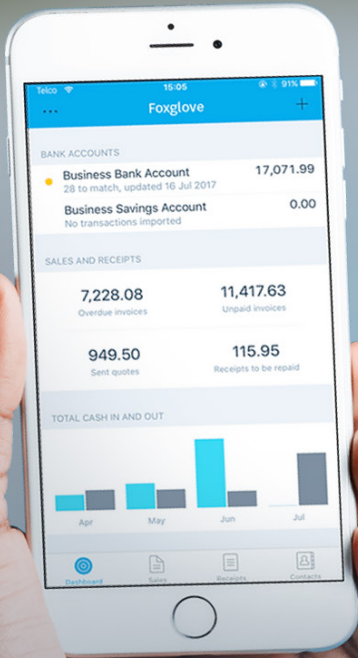 Telco 15:05 91%
... Foxglove +
BANK ACCOUNTS
Business Bank Account 17,071.99
28 to match, updated 16 Jul 2017
Business Savings Account 0.00
No transactions imported
SALES AND RECEIPTS
7,228.08 11,417.63
Overdue invoices Unpaid invoices
949.50 115.95
Sent quotes Receipts to be repaid
TOTAL CASH IN AND OUT
Apr May Jun Jul
Dashboard Sales Receipts Contacts